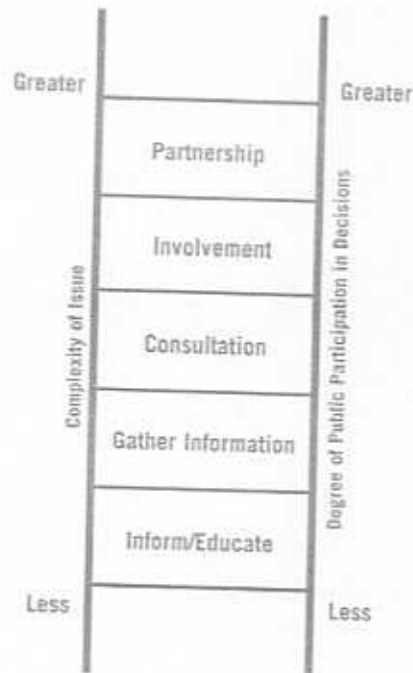 Greater
Greater
Partnership
Involvement
Consultation
Gather Information
Inform/Educate
Less
Less
Complexity of Issue
Degree of Public Participation in Decisions